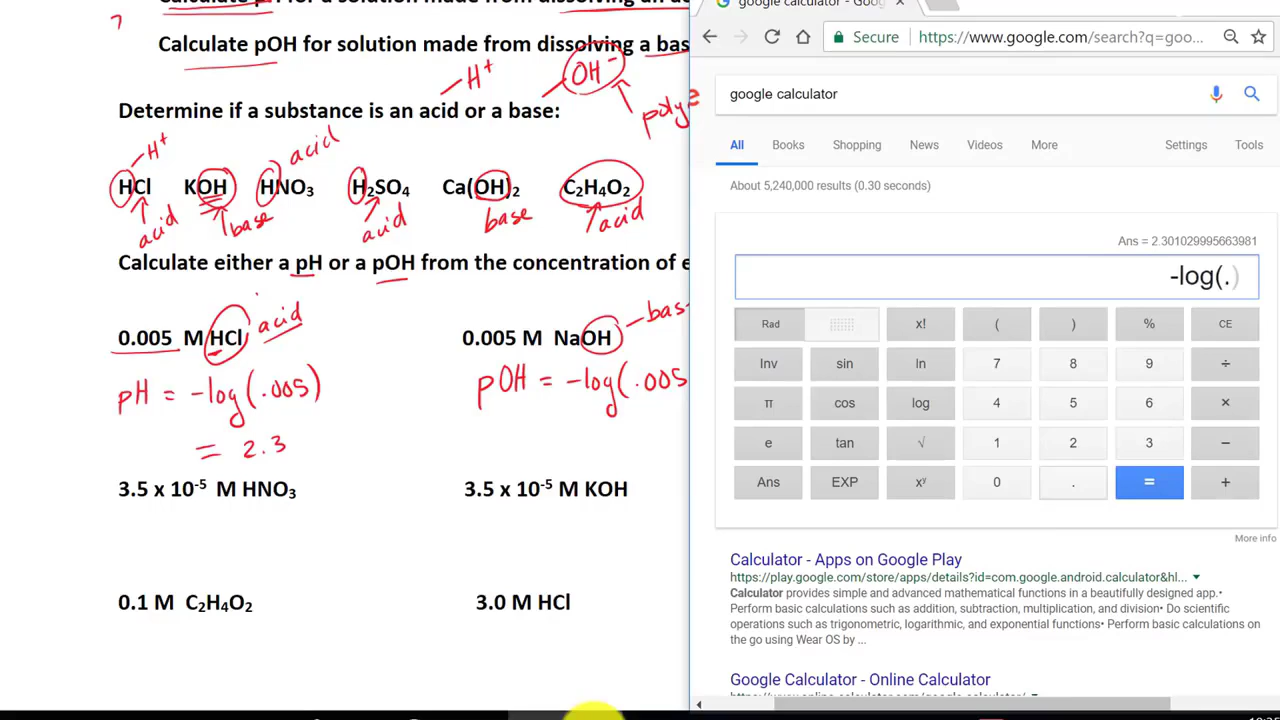 Calculate pOH for solution made from dissolving a bas
H+ OH-
Determine if a substance is an acid or a base:
poly
H+ acid
HCl KOH HNO₃ H₂SO₄ Ca(OH)₂ C₂H₄O₂
acid base acid base acid
Calculate either a pH or a pOH from the concentration of e
acid bas
0.005 M HCl 0.005 M NaOH
pH = -log(.005) pOH = -log(.005
= 2.3
3.5 x 10⁻⁵ M HNO₃ 3.5 x 10⁻⁵ M KOH
0.1 M C₂H₄O₂ 3.0 M HCl
google calculator - Goog
Secure https://www.google.com/search?q=goo...
google calculator
All Books Shopping News Videos More Settings Tools
About 5,240,000 results (0.30 seconds)
Ans = 2.301029995663981
-log(.)
Rad x! ( ) % CE
Inv sin ln 7 8 9 ÷
π cos log 4 5 6 ×
e tan √ 1 2 3 −
Ans EXP xʸ 0 . = +
More info
Calculator - Apps on Google Play
https://play.google.com/store/apps/details?id=com.google.android.calculator&hl...
Calculator provides simple and advanced mathematical functions in a beautifully designed app.•
Perform basic calculations such as addition, subtraction, multiplication, and division• Do scientific
operations such as trigonometric, logarithmic, and exponential functions• Perform basic calculations on
the go using Wear OS by ...
Google Calculator - Online Calculator